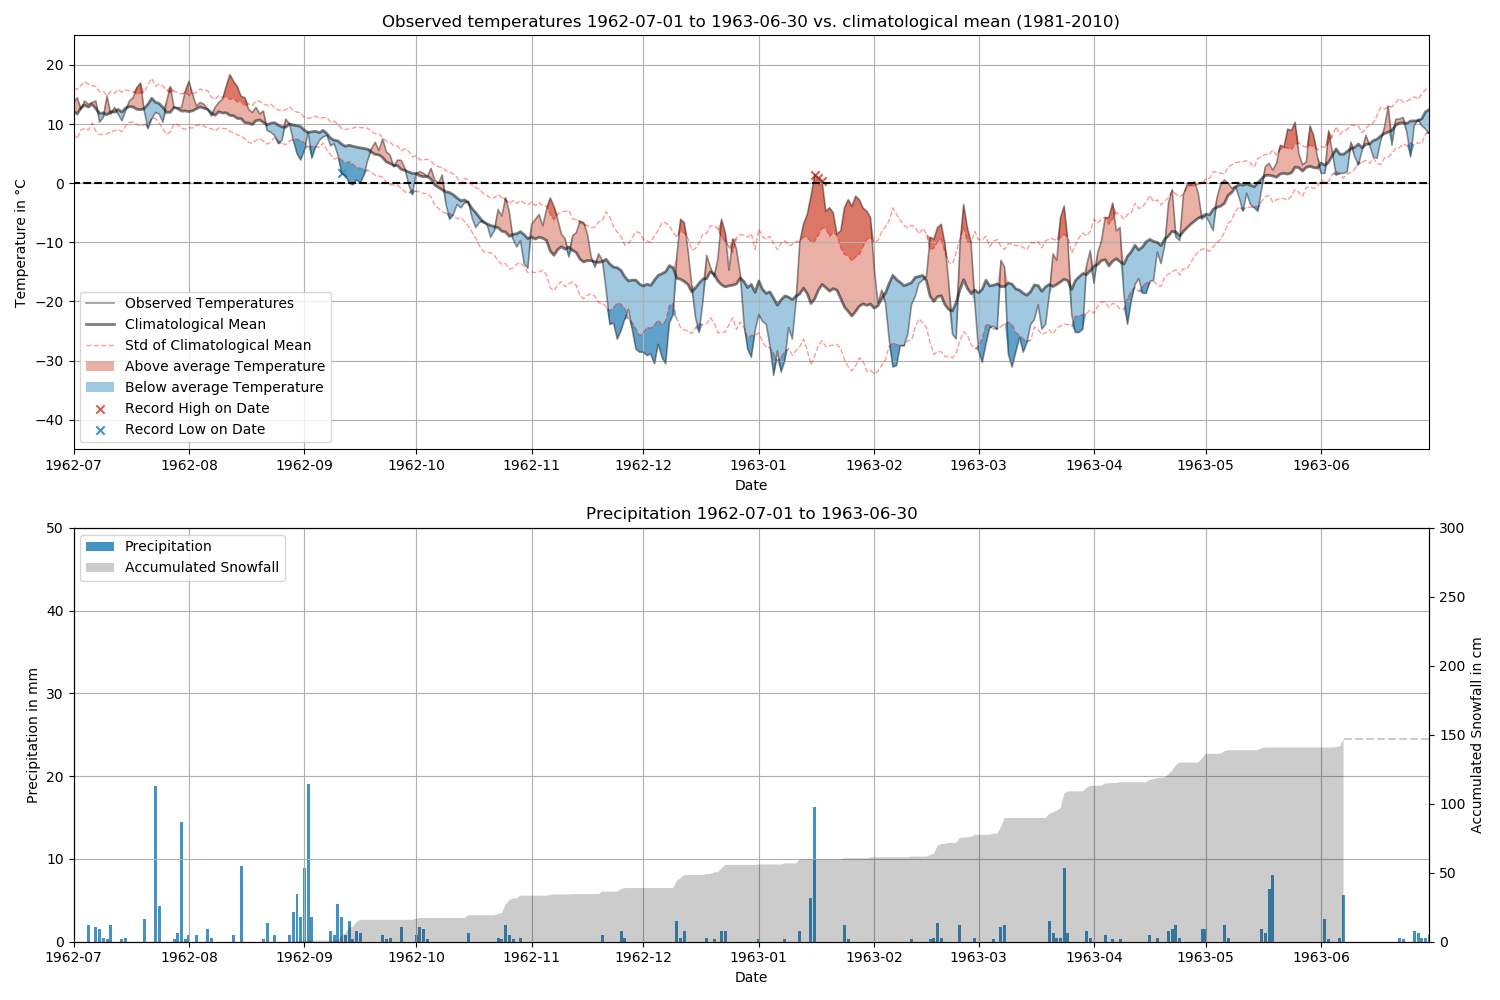 Observed temperatures 1962-07-01 to 1963-06-30 vs. climatological mean (1981-2010)
20
10
0
−10
−20
−30
−40
Temperature in °C
Observed Temperatures
Climatological Mean
Std of Climatological Mean
Above average Temperature
Below average Temperature
Record High on Date
Record Low on Date
1962-07 1962-08 1962-09 1962-10 1962-11 1962-12 1963-01 1963-02 1963-03 1963-04 1963-05 1963-06
Date
Precipitation 1962-07-01 to 1963-06-30
50
40
30
20
10
0
Precipitation in mm
Precipitation
Accumulated Snowfall
300
250
200
150
100
50
0
Accumulated Snowfall in cm
1962-07 1962-08 1962-09 1962-10 1962-11 1962-12 1963-01 1963-02 1963-03 1963-04 1963-05 1963-06
Date